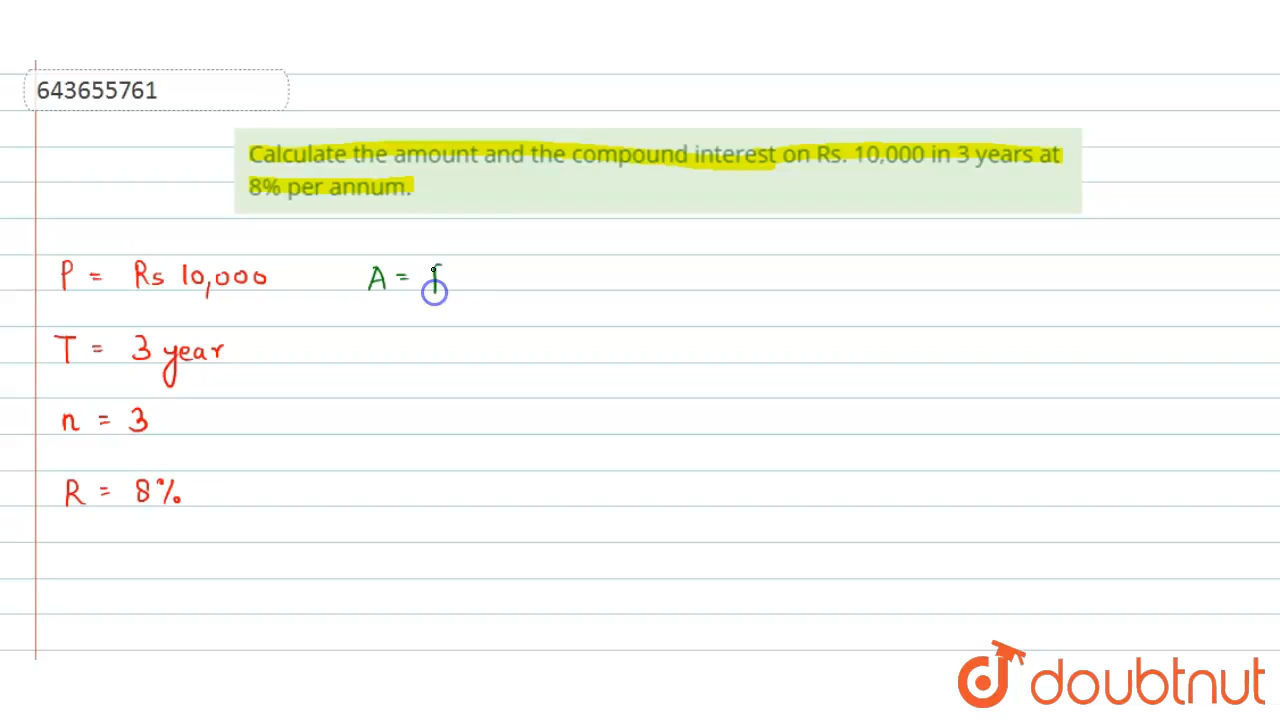 643655761
Calculate the amount and the compound interest on Rs. 10,000 in 3 years at
8% per annum.
P = Rs 10,000
A =
T = 3 year
n = 3
R = 8%
doubtnut